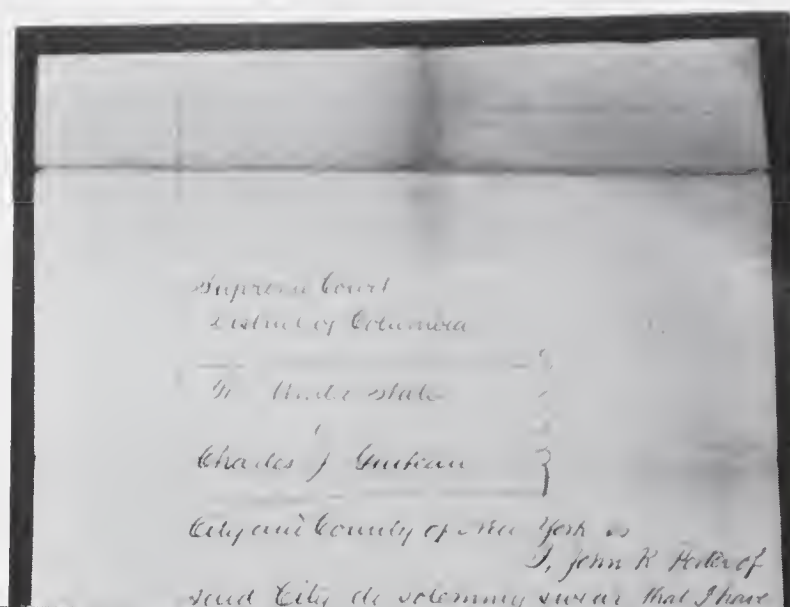 Supreme Court
District of Columbia
The United States
Charles J Guiteau
City and County of New York ss
I, John K Porter of
said City do solemnly swear that I have